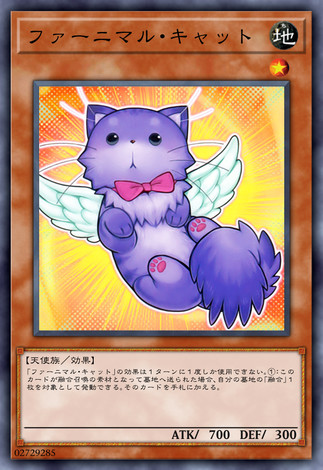 ファーニマル・キャット
地
【天使族／効果】
「ファーニマル・キャット」の効果は１ターンに１度しか使用できない。①：こ
のカードが融合召喚の素材となって墓地へ送られた場合、自分の墓地の「融合」１
枚を対象として発動できる。そのカードを手札に加える。
ATK/ 700 DEF/ 300
02729285